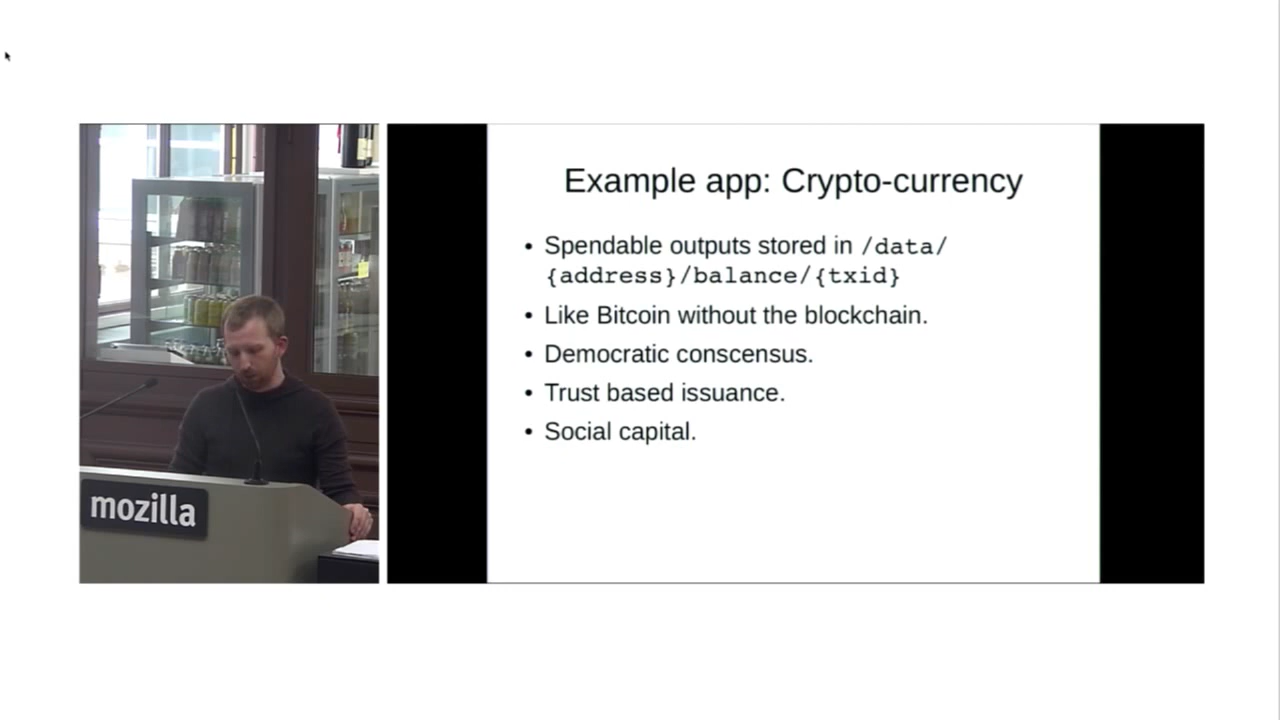 mozilla
Example app: Crypto-currency
• Spendable outputs stored in /data/
{address}/balance/{txid}
• Like Bitcoin without the blockchain.
• Democratic conscensus.
• Trust based issuance.
• Social capital.